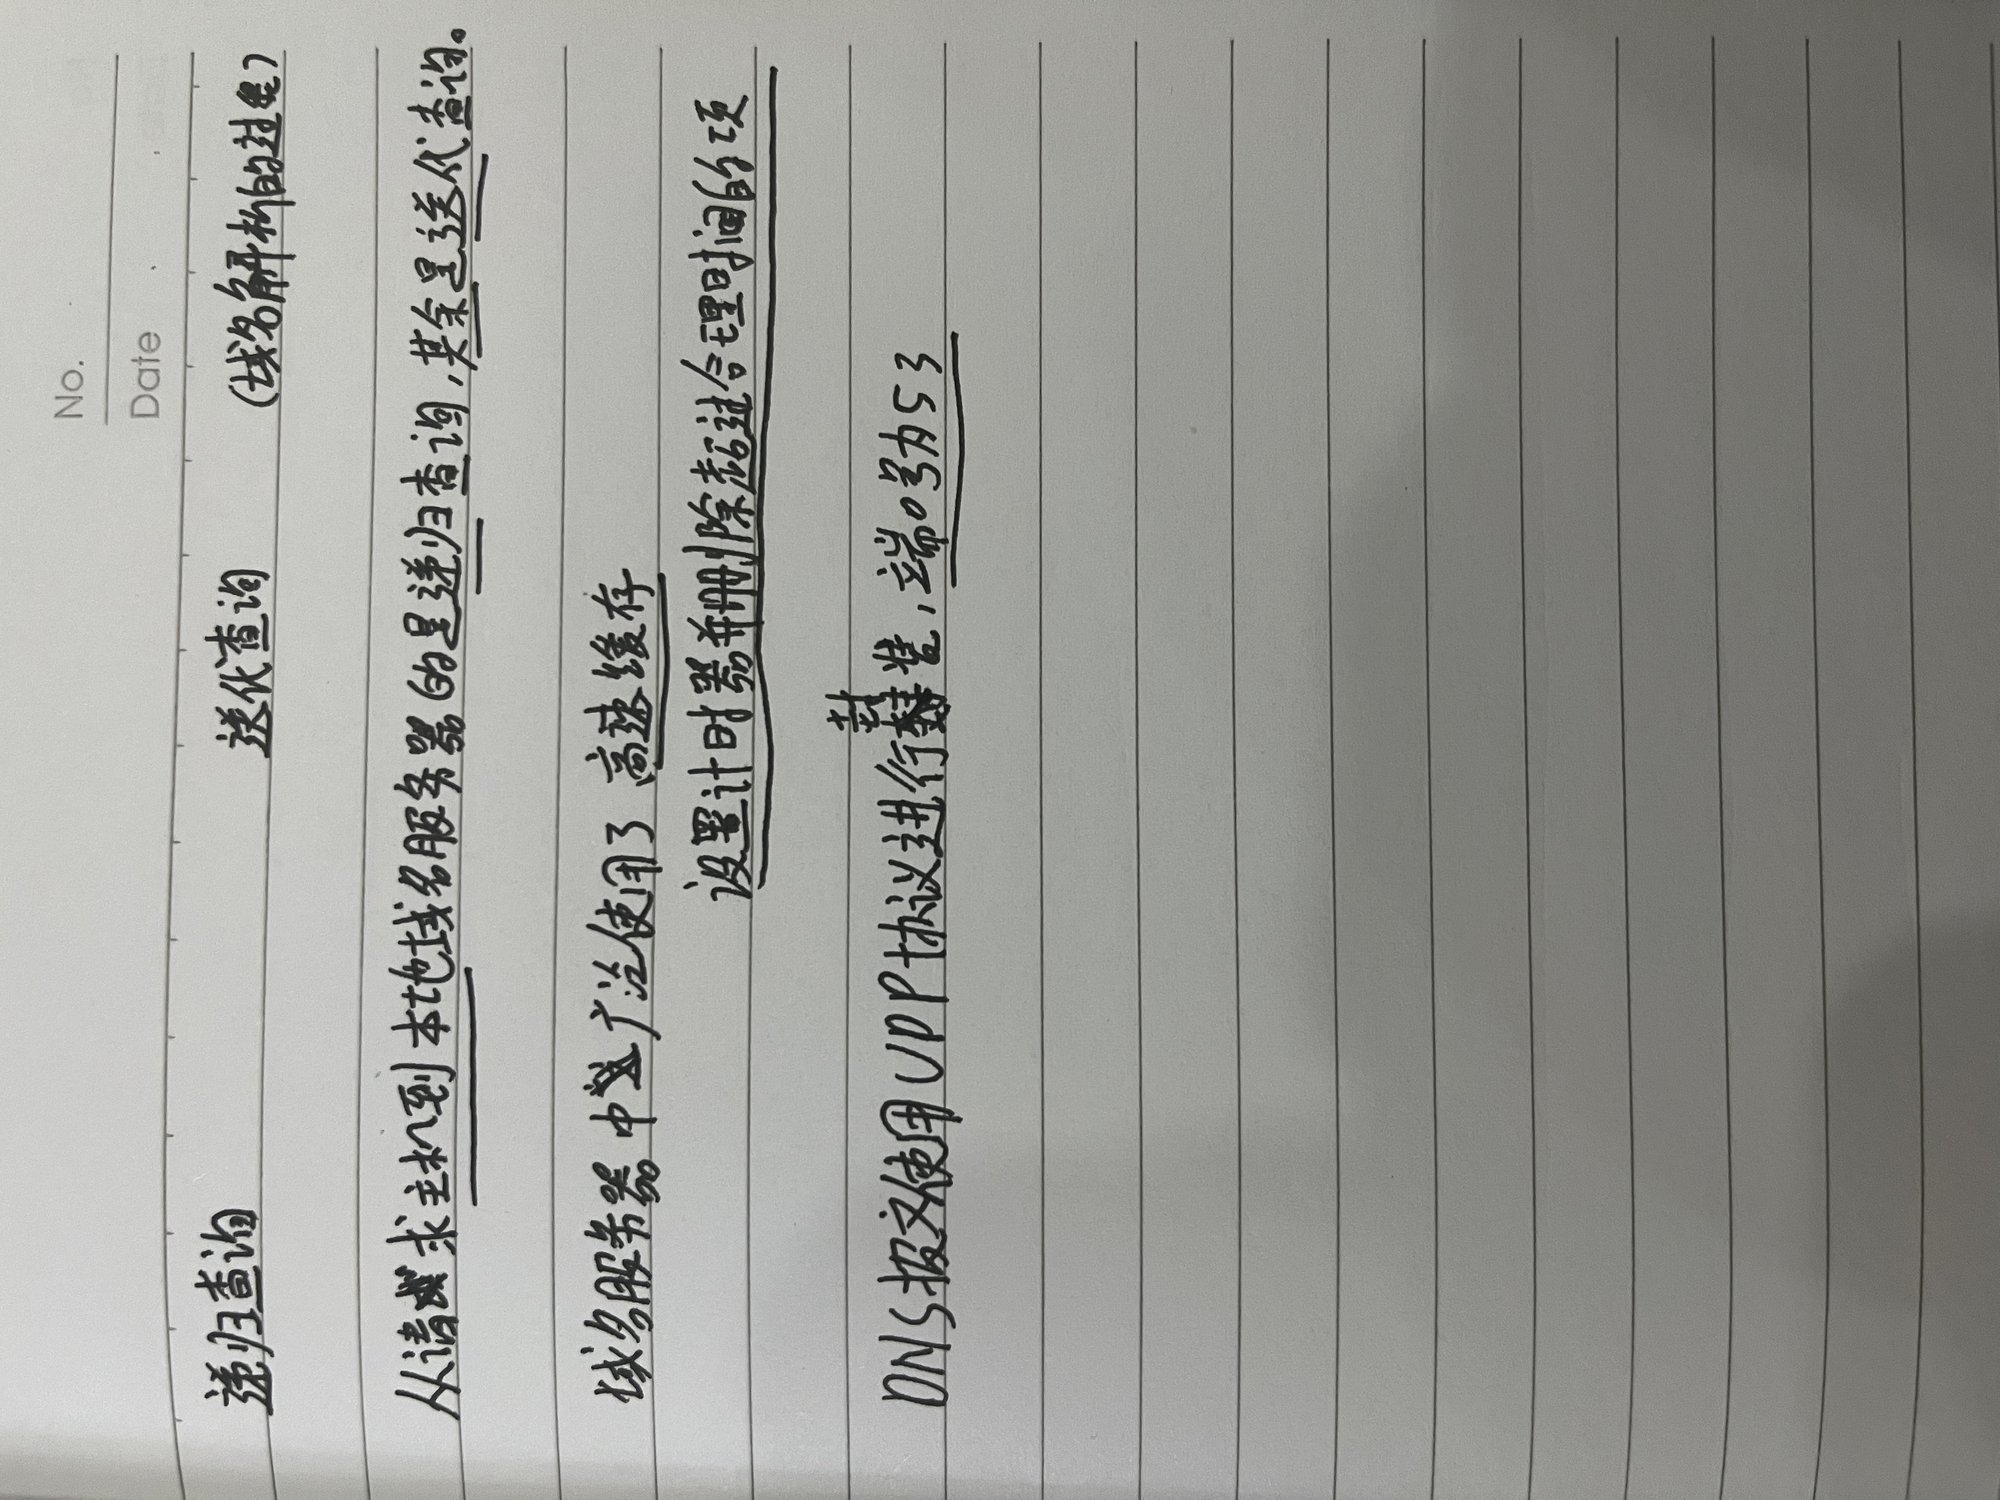 No.
Date
递归查询 迭代查询 (域名解析的过程)
从请求主机到本地域名服务器的是递归查询,其余是迭代查询。
域名服务器中广泛使用了高速缓存
设置计时器并删除超过合理时间的项
DNS报文使用UDP协议进行封装,端口号为53